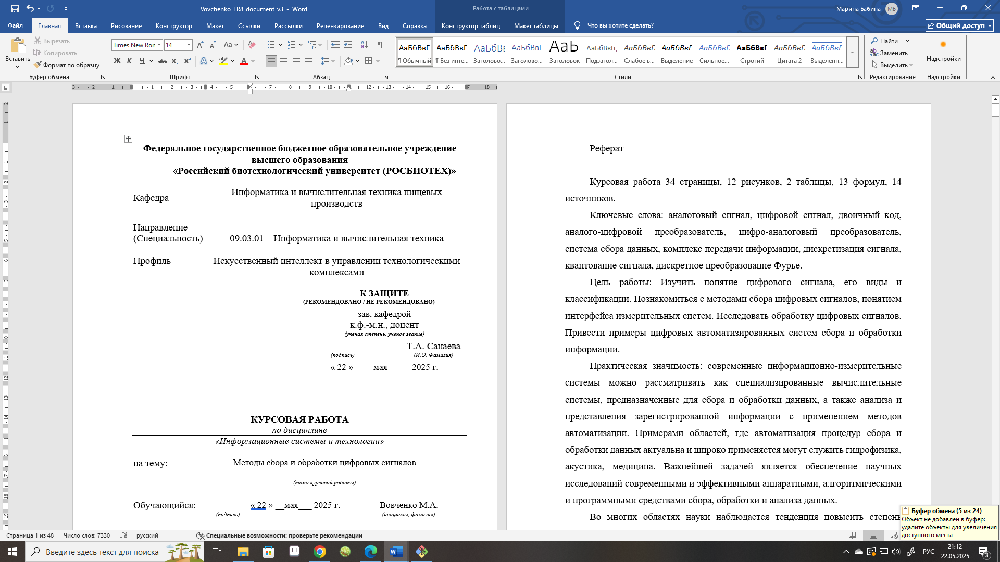 Vovchenko_LR8_document_v3 - Word
Работа с таблицами
Марина Бабина
МБ
Файл
Главная
Вставка
Рисование
Конструктор
Макет
Ссылки
Рассылки
Рецензирование
Вид
Справка
Конструктор таблиц
Макет таблицы
Что вы хотите сделать?
Общий доступ
Вставить
Вырезать
Копировать
Формат по образцу
Буфер обмена
Times New Ron
14
Шрифт
Абзац
АаБбВвГ АаБбВвГ АаБбВв АаБбВвГ АаЬ АаБбВвГг, АаБбВвГг АаБбВвГг АаБбВвГг АаБбВвГг АаБбВвГг АаБбВвГг
¶ Обычный
¶ Без инте...
Заголово...
Заголово...
Заголовок
Подзагол...
Слабое в...
Выделение
Сильное...
Строгий
Цитата 2
Выделенн...
Стили
Найти
Заменить
Выделить
Редактирование
Настройки
Настройки
Федеральное государственное бюджетное образовательное учреждение
высшего образования
«Российский биотехнологический университет (РОСБИОТЕХ)»
Кафедра
Информатика и вычислительная техника пищевых
производств
Направление
(Специальность)
09.03.01 – Информатика и вычислительная техника
Профиль
Искусственный интеллект в управлении технологическими
комплексами
К ЗАЩИТЕ
(РЕКОМЕНДОВАНО / НЕ РЕКОМЕНДОВАНО)
зав. кафедрой
к.ф.-м.н., доцент
(ученая степень, ученое звание)
Т.А. Санаева
(подпись)
(И.О. Фамилия)
« 22 » ____мая_____ 2025 г.
КУРСОВАЯ РАБОТА
по дисциплине
«Информационные системы и технологии»
на тему:
Методы сбора и обработки цифровых сигналов
(тема курсовой работы)
Обучающийся:
« 22 » __мая___ 2025 г.
Вовченко М.А.
(подпись)
(инициалы, фамилия)
Реферат
Курсовая работа 34 страницы, 12 рисунков, 2 таблицы, 13 формул, 14
источников.
Ключевые слова: аналоговый сигнал, цифровой сигнал, двоичный код,
аналого-цифровой преобразователь, цифро-аналоговый преобразователь,
система сбора данных, комплекс передачи информации, дискретизация сигнала,
квантование сигнала, дискретное преобразование Фурье.
Цель работы: Изучить понятие цифрового сигнала, его виды и
классификации. Познакомиться с методами сбора цифровых сигналов, понятием
интерфейса измерительных систем. Исследовать обработку цифровых сигналов.
Привести примеры цифровых автоматизированных систем сбора и обработки
информации.
Практическая значимость: современные информационно-измерительные
системы можно рассматривать как специализированные вычислительные
системы, предназначенные для сбора и обработки данных, а также анализа и
представления зарегистрированной информации с применением методов
автоматизации. Примерами областей, где автоматизация процедур сбора и
обработки данных актуальна и широко применяется могут служить гидрофизика,
акустика, медицина. Важнейшей задачей является обеспечение научных
исследований современными и эффективными аппаратными, алгоритмическими
и программными средствами сбора, обработки и анализа данных.
Во многих областях науки наблюдается тенденция повысить степень
Буфер обмена (5 из 24)
Объект не добавлен в буфер:
удалите объекты для увеличения
доступного места
Страница 1 из 48
Число слов: 7330
русский
Специальные возможности: проверьте рекомендации
Введите здесь текст для поиска
РУС
21:12
22.05.2025
3